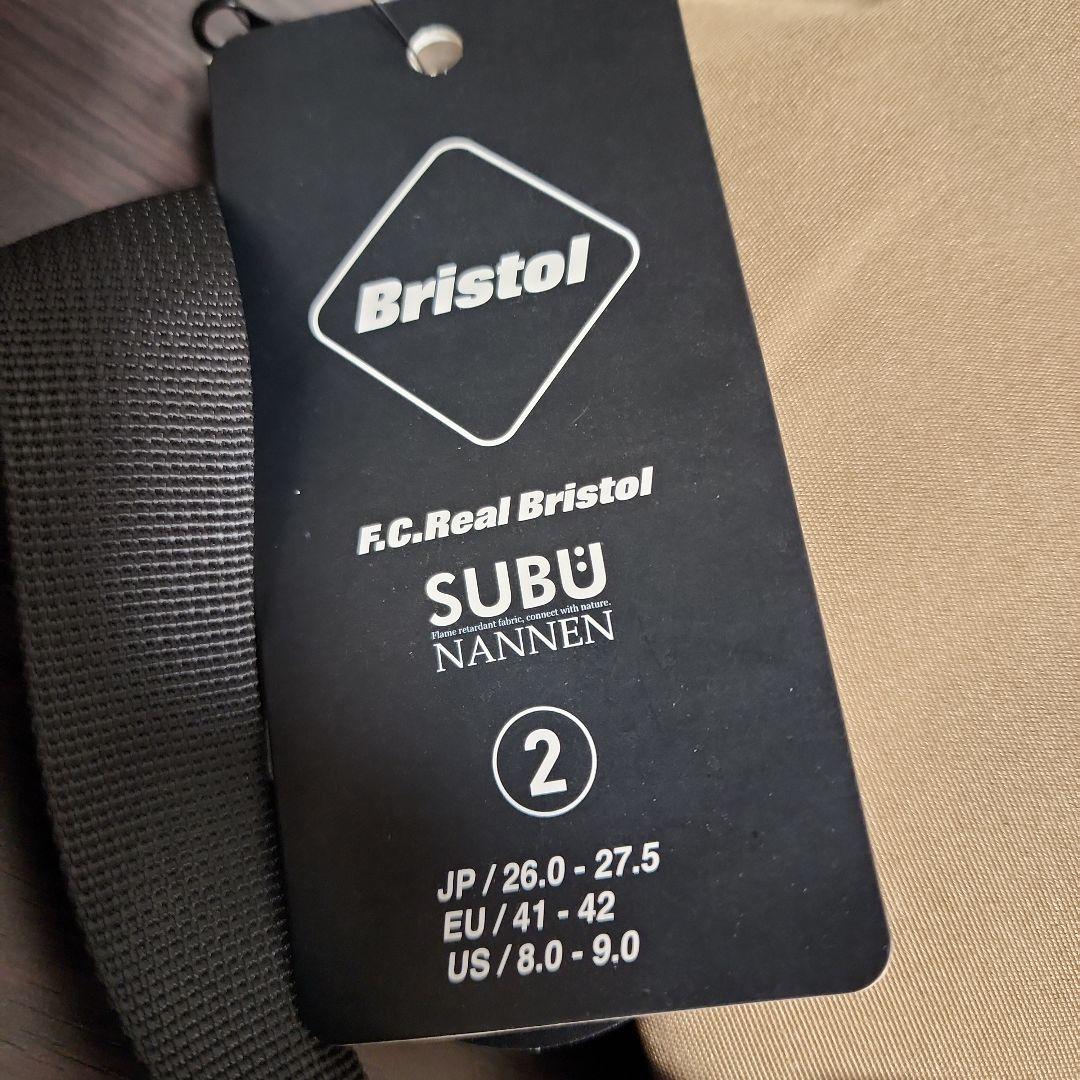 Bristol
F.C.Real Bristol
SUBU
Flame retardant fabric, connect with nature.
NANNEN
2
JP / 26.0 - 27.5
EU / 41 - 42
US / 8.0 - 9.0